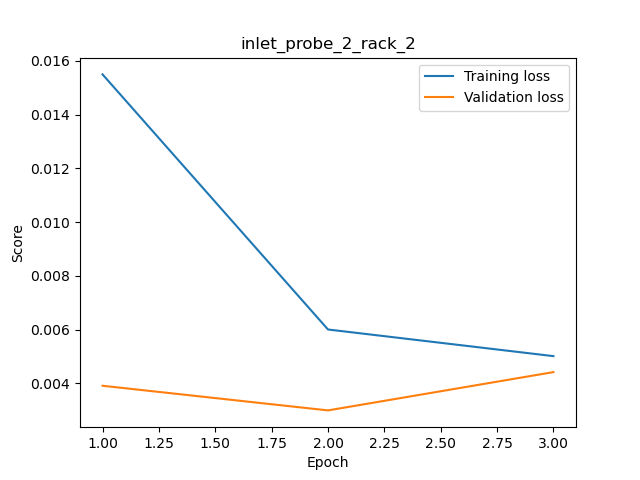 inlet_probe_2_rack_2
Training loss
Validation loss
Score
0.016
0.014
0.012
0.010
0.008
0.006
0.004
1.00 1.25 1.50 1.75 2.00 2.25 2.50 2.75 3.00
Epoch